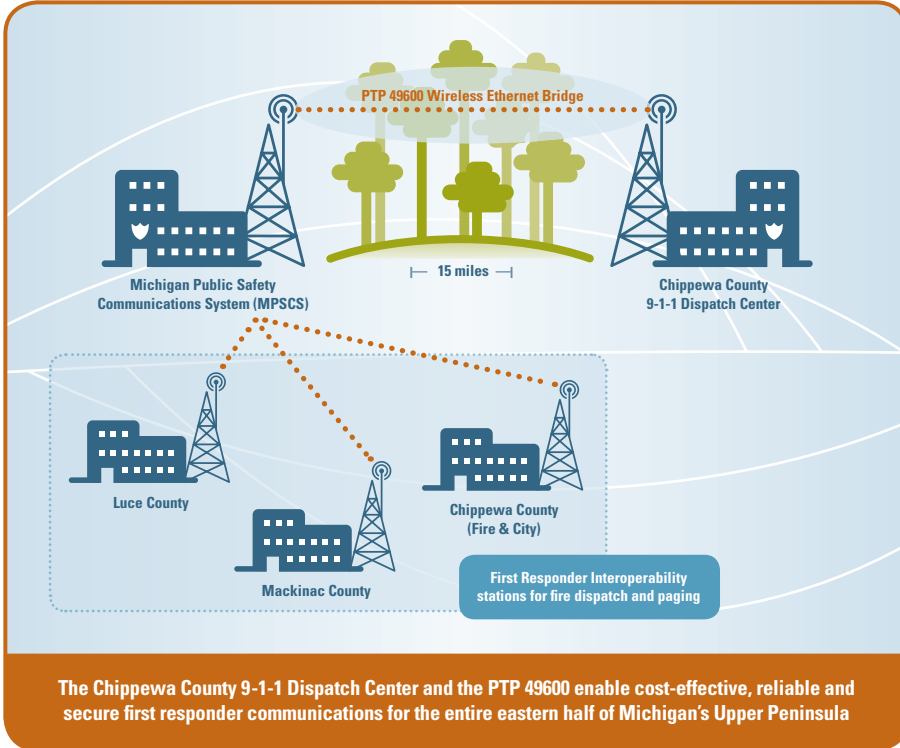 PTP 49600 Wireless Ethernet Bridge
15 miles
Michigan Public Safety
Communications System (MPSCS)
Chippewa County
9-1-1 Dispatch Center
Luce County
Mackinac County
Chippewa County
(Fire & City)
First Responder Interoperability
stations for fire dispatch and paging
The Chippewa County 9-1-1 Dispatch Center and the PTP 49600 enable cost-effective, reliable and
secure first responder communications for the entire eastern half of Michigan's Upper Peninsula